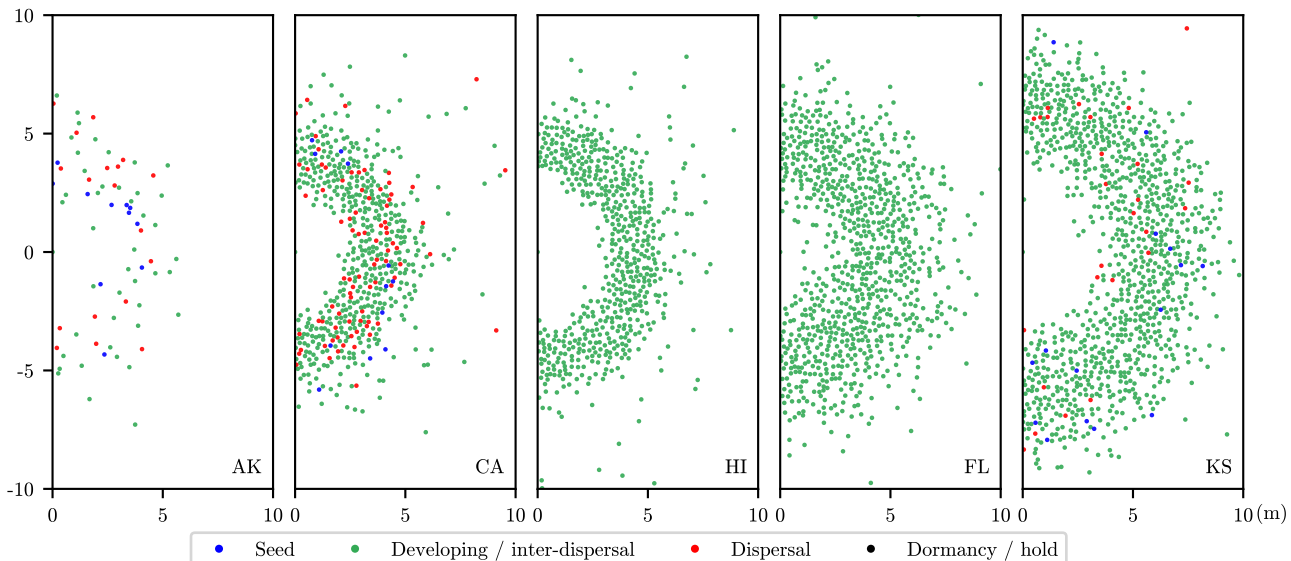 10
5
0
-5
-10
AK
CA
HI
FL
KS
0 5 10
0 5 10
0 5 10
0 5 10
0 5 10 (m)
Seed Developing / inter-dispersal Dispersal Dormancy / hold